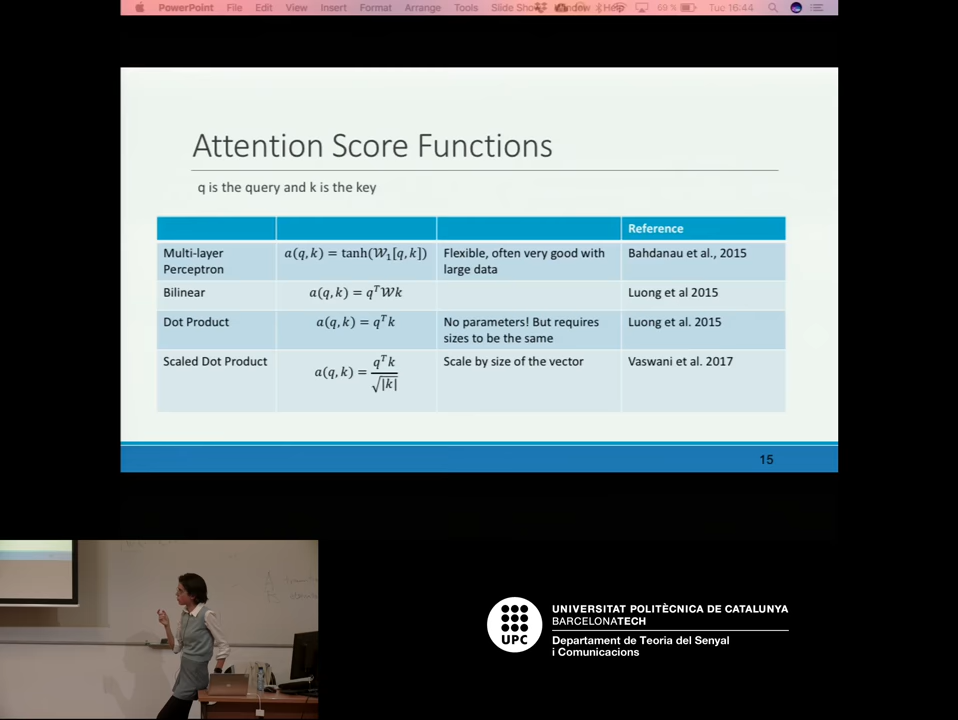 PowerPoint File Edit View Insert Format Arrange Tools Slide Show Window Help 69 % Tue 16:44
Attention Score Functions
q is the query and k is the key
Reference
Multi-layer Perceptron a(q, k) = tanh(𝒲₁[q, k]) Flexible, often very good with large data Bahdanau et al., 2015
Bilinear a(q, k) = qᵀ𝒲k Luong et al 2015
Dot Product a(q, k) = qᵀk No parameters! But requires sizes to be the same Luong et al. 2015
Scaled Dot Product a(q, k) = qᵀk / √|k| Scale by size of the vector Vaswani et al. 2017
15
UPC
UNIVERSITAT POLITÈCNICA DE CATALUNYA
BARCELONATECH
Departament de Teoria del Senyal
i Comunicacions